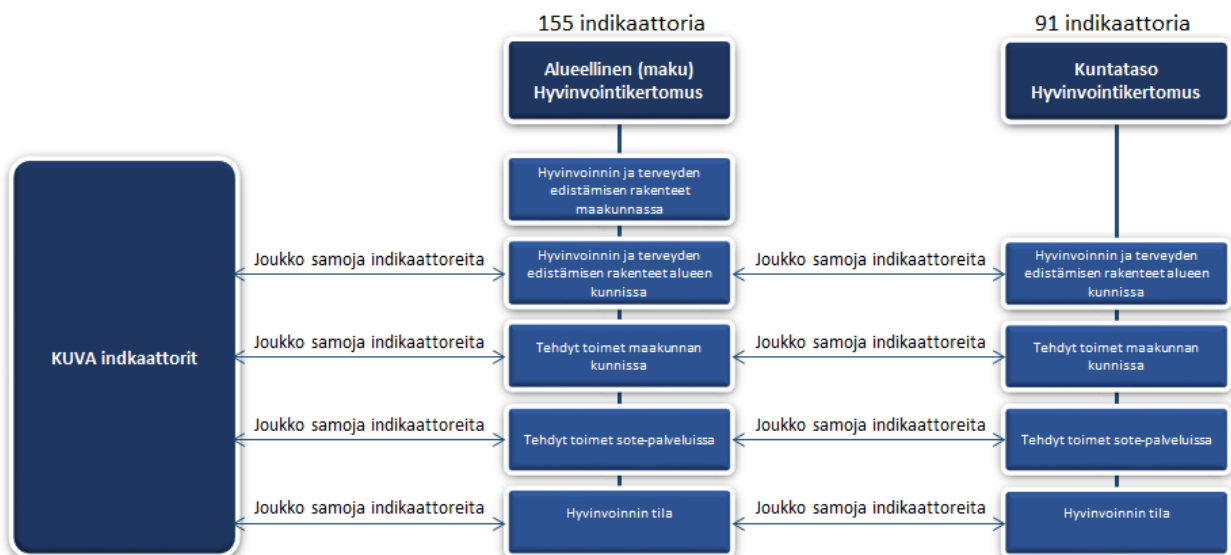 155 indikaattoria
91 indikaattoria
Alueellinen (maku)
Hyvinvointikertomus
Kuntataso
Hyvinvointikertomus
Hyvinvoinnin ja terveyden
edistämisen rakenteet
maakunnassa
KUVA indkaattorit
Joukko samoja indikaattoreita
Hyvinvoinnin ja terveyden
edistämisen rakenteet alueen
kunnissa
Joukko samoja indikaattoreita
Hyvinvoinnin ja terveyden
edistämisen rakenteet alueen
kunnissa
Joukko samoja indikaattoreita
Tehdyt toimet maakunnan
kunnissa
Joukko samoja indikaattoreita
Tehdyt toimet maakunnan
kunnissa
Joukko samoja indikaattoreita
Tehdyt toimet sote-palveluissa
Joukko samoja indikaattoreita
Tehdyt toimet sote-palveluissa
Joukko samoja indikaattoreita
Hyvinvoinnin tila
Joukko samoja indikaattoreita
Hyvinvoinnin tila